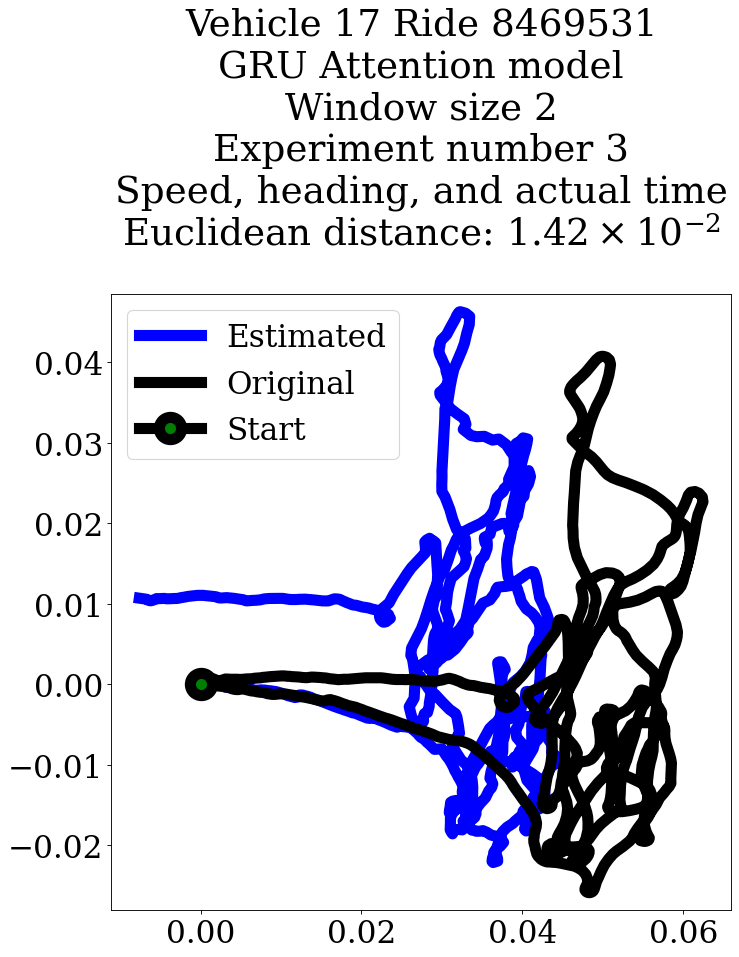 Vehicle 17 Ride 8469531
GRU Attention model
Window size 2
Experiment number 3
Speed, heading, and actual time
Euclidean distance: 1.42 × 10⁻²
Estimated
Original
Start
0.04
0.03
0.02
0.01
0.00
−0.01
−0.02
0.00 0.02 0.04 0.06